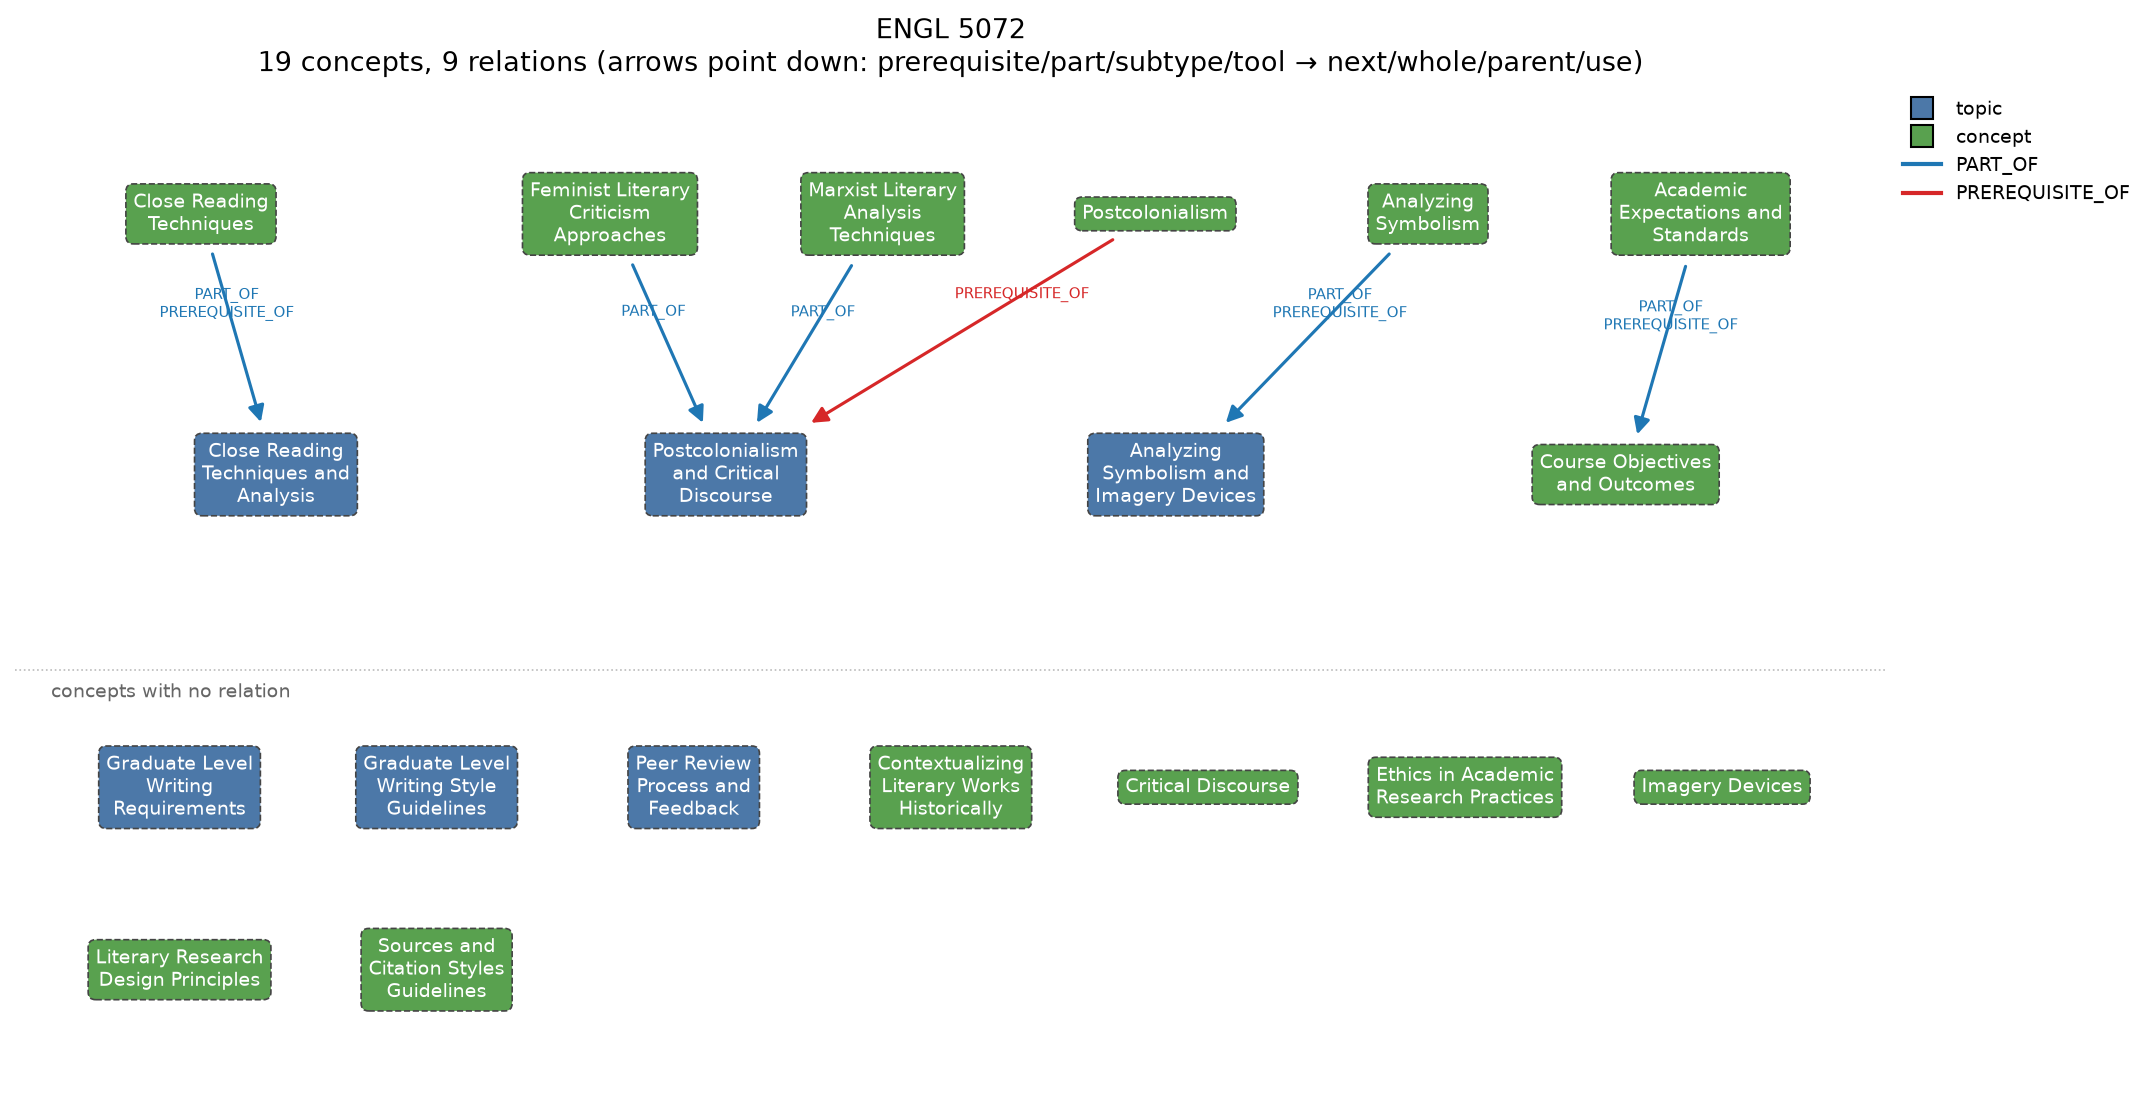 ENGL 5072
19 concepts, 9 relations (arrows point down: prerequisite/part/subtype/tool → next/whole/parent/use)
topic
concept
PART_OF
PREREQUISITE_OF
Close Reading
Techniques
Feminist Literary
Criticism
Approaches
Marxist Literary
Analysis
Techniques
Postcolonialism
Analyzing
Symbolism
Academic
Expectations and
Standards
PART_OF
PREREQUISITE_OF
PART_OF
PART_OF
PREREQUISITE_OF
PART_OF
PREREQUISITE_OF
PART_OF
PREREQUISITE_OF
Close Reading
Techniques and
Analysis
Postcolonialism
and Critical
Discourse
Analyzing
Symbolism and
Imagery Devices
Course Objectives
and Outcomes
concepts with no relation
Graduate Level
Writing
Requirements
Graduate Level
Writing Style
Guidelines
Peer Review
Process and
Feedback
Contextualizing
Literary Works
Historically
Critical Discourse
Ethics in Academic
Research Practices
Imagery Devices
Literary Research
Design Principles
Sources and
Citation Styles
Guidelines